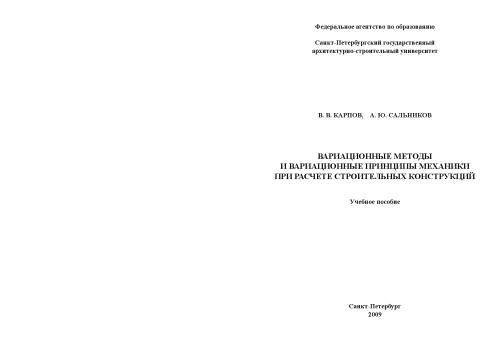 Федеральное агентство по образованию
Санкт-Петербургский государственный
архитектурно-строительный университет
В. В. КАРПОВ, А. Ю. САЛЬНИКОВ
ВАРИАЦИОННЫЕ МЕТОДЫ
И ВАРИАЦИОННЫЕ ПРИНЦИПЫ МЕХАНИКИ
ПРИ РАСЧЕТЕ СТРОИТЕЛЬНЫХ КОНСТРУКЦИЙ
Учебное пособие
Санкт-Петербург
2009